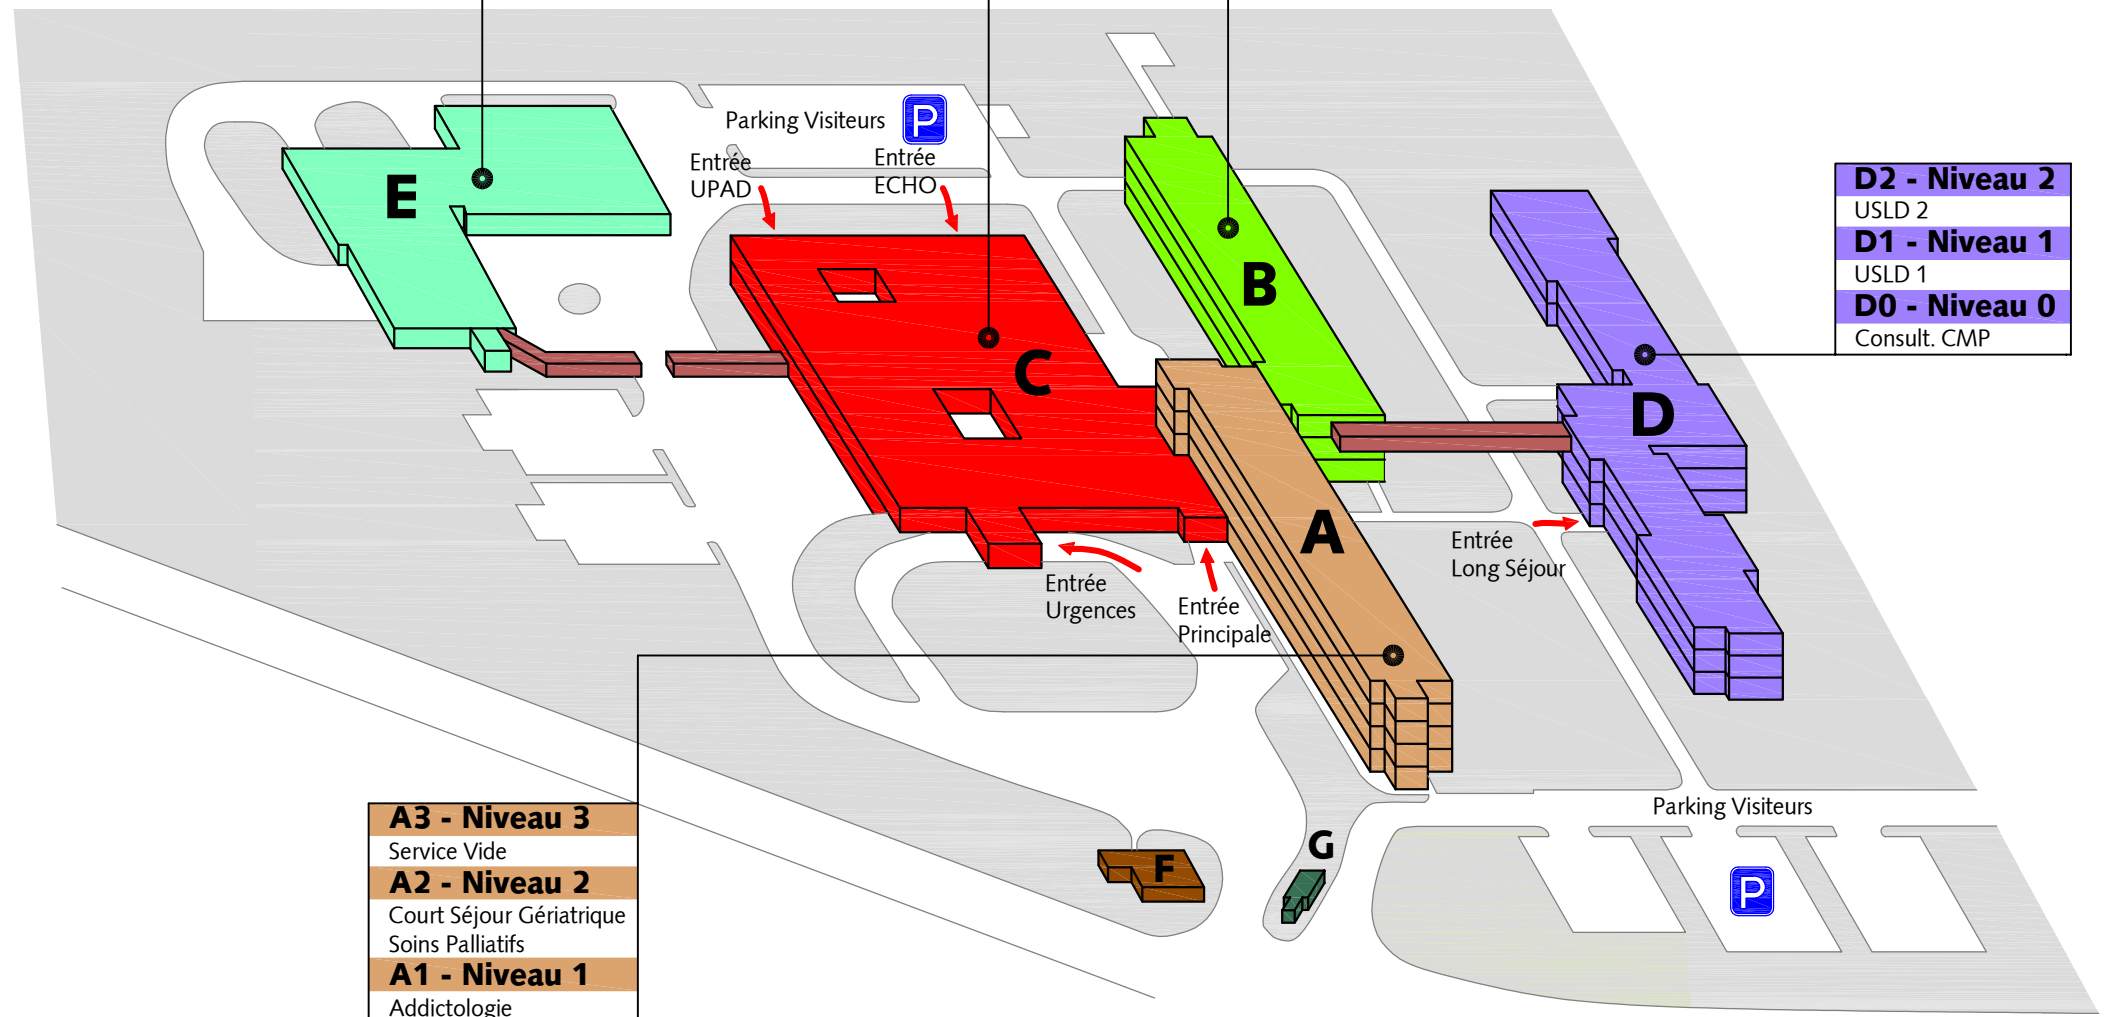 Parking Visiteurs
P
Entrée
UPAD
Entrée
ECHO
E
B
C
D
A
D2 - Niveau 2
USLD 2
D1 - Niveau 1
USLD 1
D0 - Niveau 0
Consult. CMP
Entrée
Long Séjour
Entrée
Urgences
Entrée
Principale
A3 - Niveau 3
Service Vide
A2 - Niveau 2
Court Séjour Gériatrique
Soins Palliatifs
A1 - Niveau 1
Addictologie
F
G
Parking Visiteurs
P